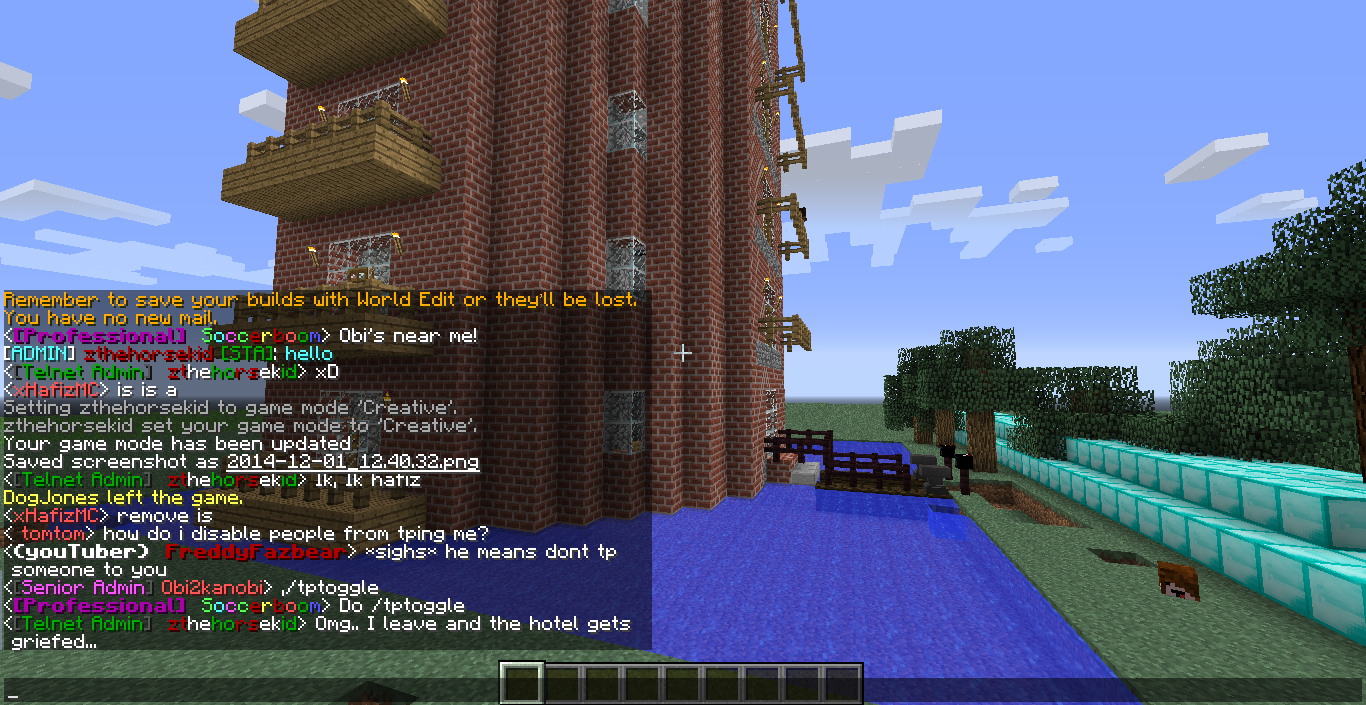 Remember to save your builds with World Edit or they'll be lost.
You have no new mail.
<[Professional] Soccerboom> Obi's near me!
[ADMIN] zthehorsekid [STA]: hello
<[Telnet Admin] zthehorsekid> xD
<xHafizMC> is is a
Setting zthehorsekid to game mode 'Creative'.
zthehorsekid set your game mode to 'Creative'.
Your game mode has been updated
Saved screenshot as 2014-12-01_12.40.32.png
<[Telnet Admin] zthehorsekid> Ik, Ik hafiz
DogJones left the game.
<xHafizMC> remove is
< tomtom> how do i disable people from tping me?
<(youTuber) FreddyFazbear> *sighs* he means dont tp
someone to you
<[Senior Admin] Obi2kanobi> ,/tptoggle
<[Professional] Soccerboom> Do /tptoggle
<[Telnet Admin] zthehorsekid> Omg.. I leave and the hotel gets
griefed...
_